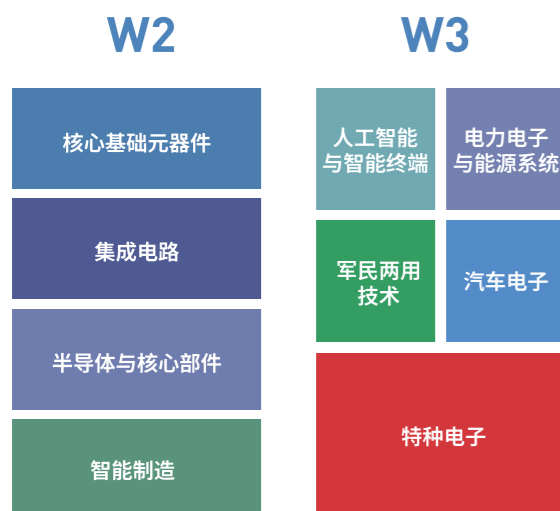 W2
核心基础元器件
集成电路
半导体与核心部件
智能制造
W3
人工智能
与智能终端
电力电子
与能源系统
军民两用
技术
汽车电子
特种电子